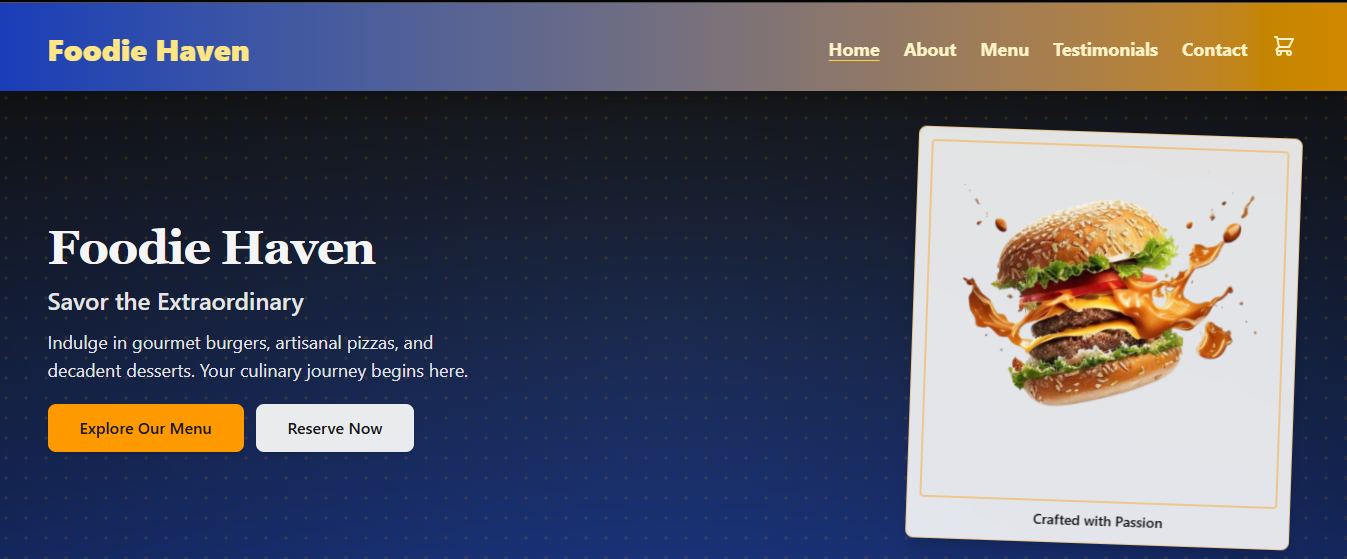 Foodie Haven
Home About Menu Testimonials Contact
Foodie Haven
Savor the Extraordinary
Indulge in gourmet burgers, artisanal pizzas, and
decadent desserts. Your culinary journey begins here.
Explore Our Menu Reserve Now
Crafted with Passion